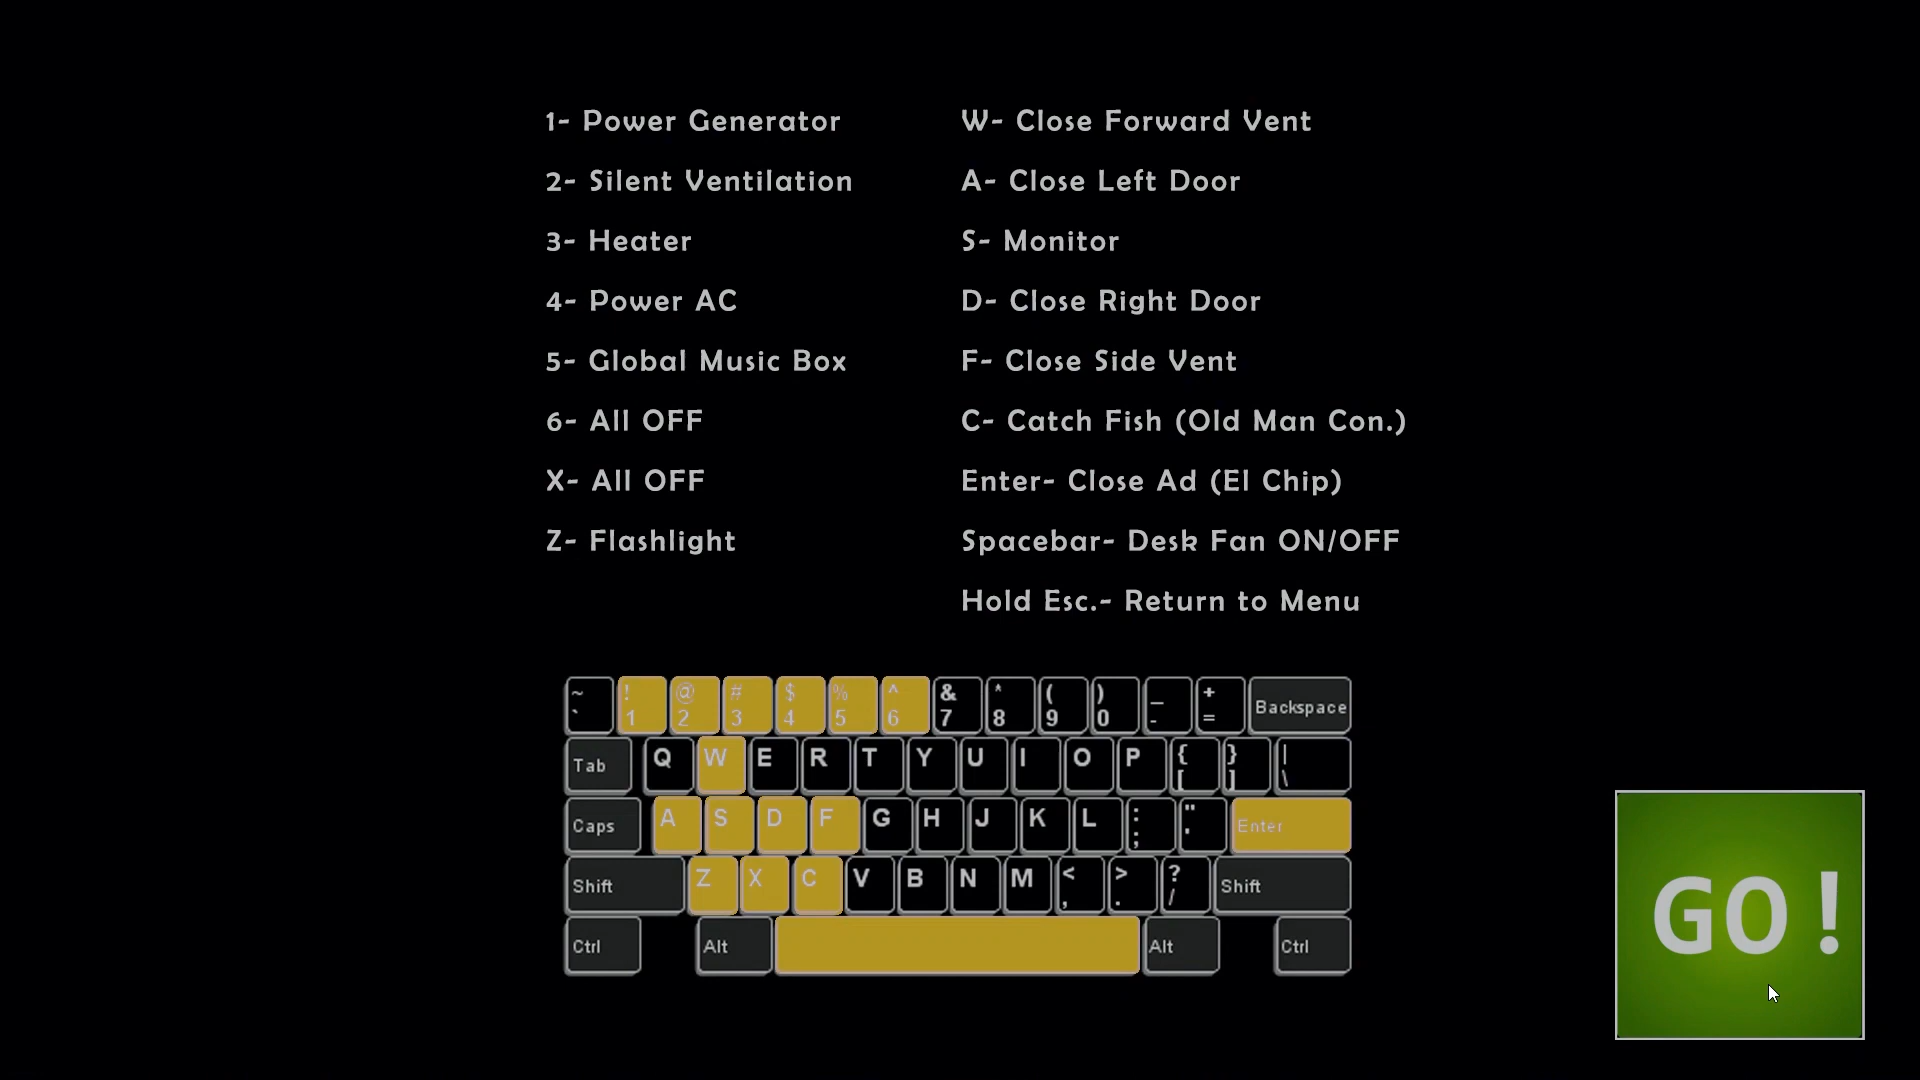 1- Power Generator
2- Silent Ventilation
3- Heater
4- Power AC
5- Global Music Box
6- All OFF
X- All OFF
Z- Flashlight
W- Close Forward Vent
A- Close Left Door
S- Monitor
D- Close Right Door
F- Close Side Vent
C- Catch Fish (Old Man Con.)
Enter- Close Ad (El Chip)
Spacebar- Desk Fan ON/OFF
Hold Esc.- Return to Menu
~ ! @ # $ % ^ & * ( ) _ +
` 1 2 3 4 5 6 7 8 9 0 - = Backspace
Tab Q W E R T Y U I O P { [ } ] | \
Caps A S D F G H J K L : ; " ' Enter
Shift Z X C V B N M < , > . ? / Shift
Ctrl Alt Alt Ctrl
GO!